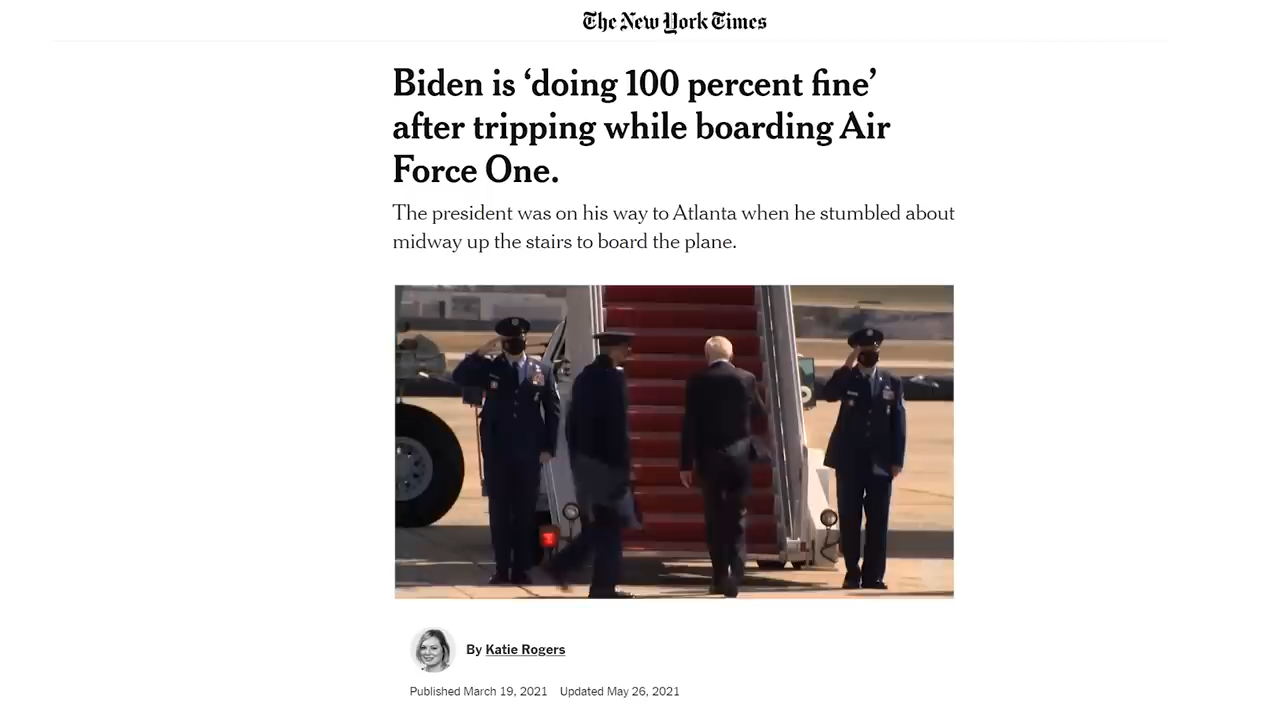 The New York Times
Biden is ‘doing 100 percent fine’
after tripping while boarding Air
Force One.
The president was on his way to Atlanta when he stumbled about
midway up the stairs to board the plane.
By Katie Rogers
Published March 19, 2021 Updated May 26, 2021